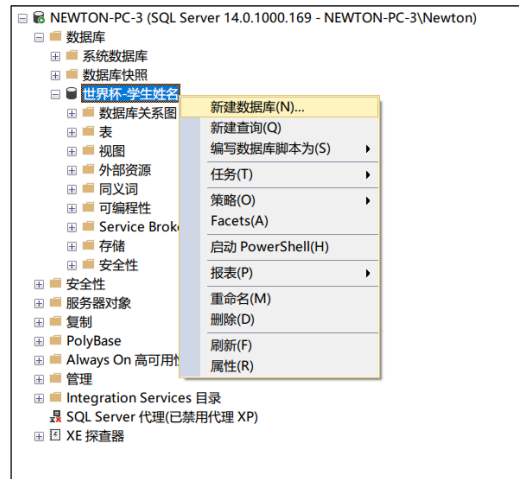 NEWTON-PC-3 (SQL Server 14.0.1000.169 - NEWTON-PC-3\Newton)
数据库
系统数据库
数据库快照
世界杯-学生姓名
数据库关系图
表
视图
外部资源
同义词
可编程性
Service Brok
存储
安全性
安全性
服务器对象
复制
PolyBase
Always On 高可用性
管理
Integration Services 目录
SQL Server 代理(已禁用代理 XP)
XE 探查器
新建数据库(N)...
新建查询(Q)
编写数据库脚本为(S)
任务(T)
策略(O)
Facets(A)
启动 PowerShell(H)
报表(P)
重命名(M)
删除(D)
刷新(F)
属性(R)